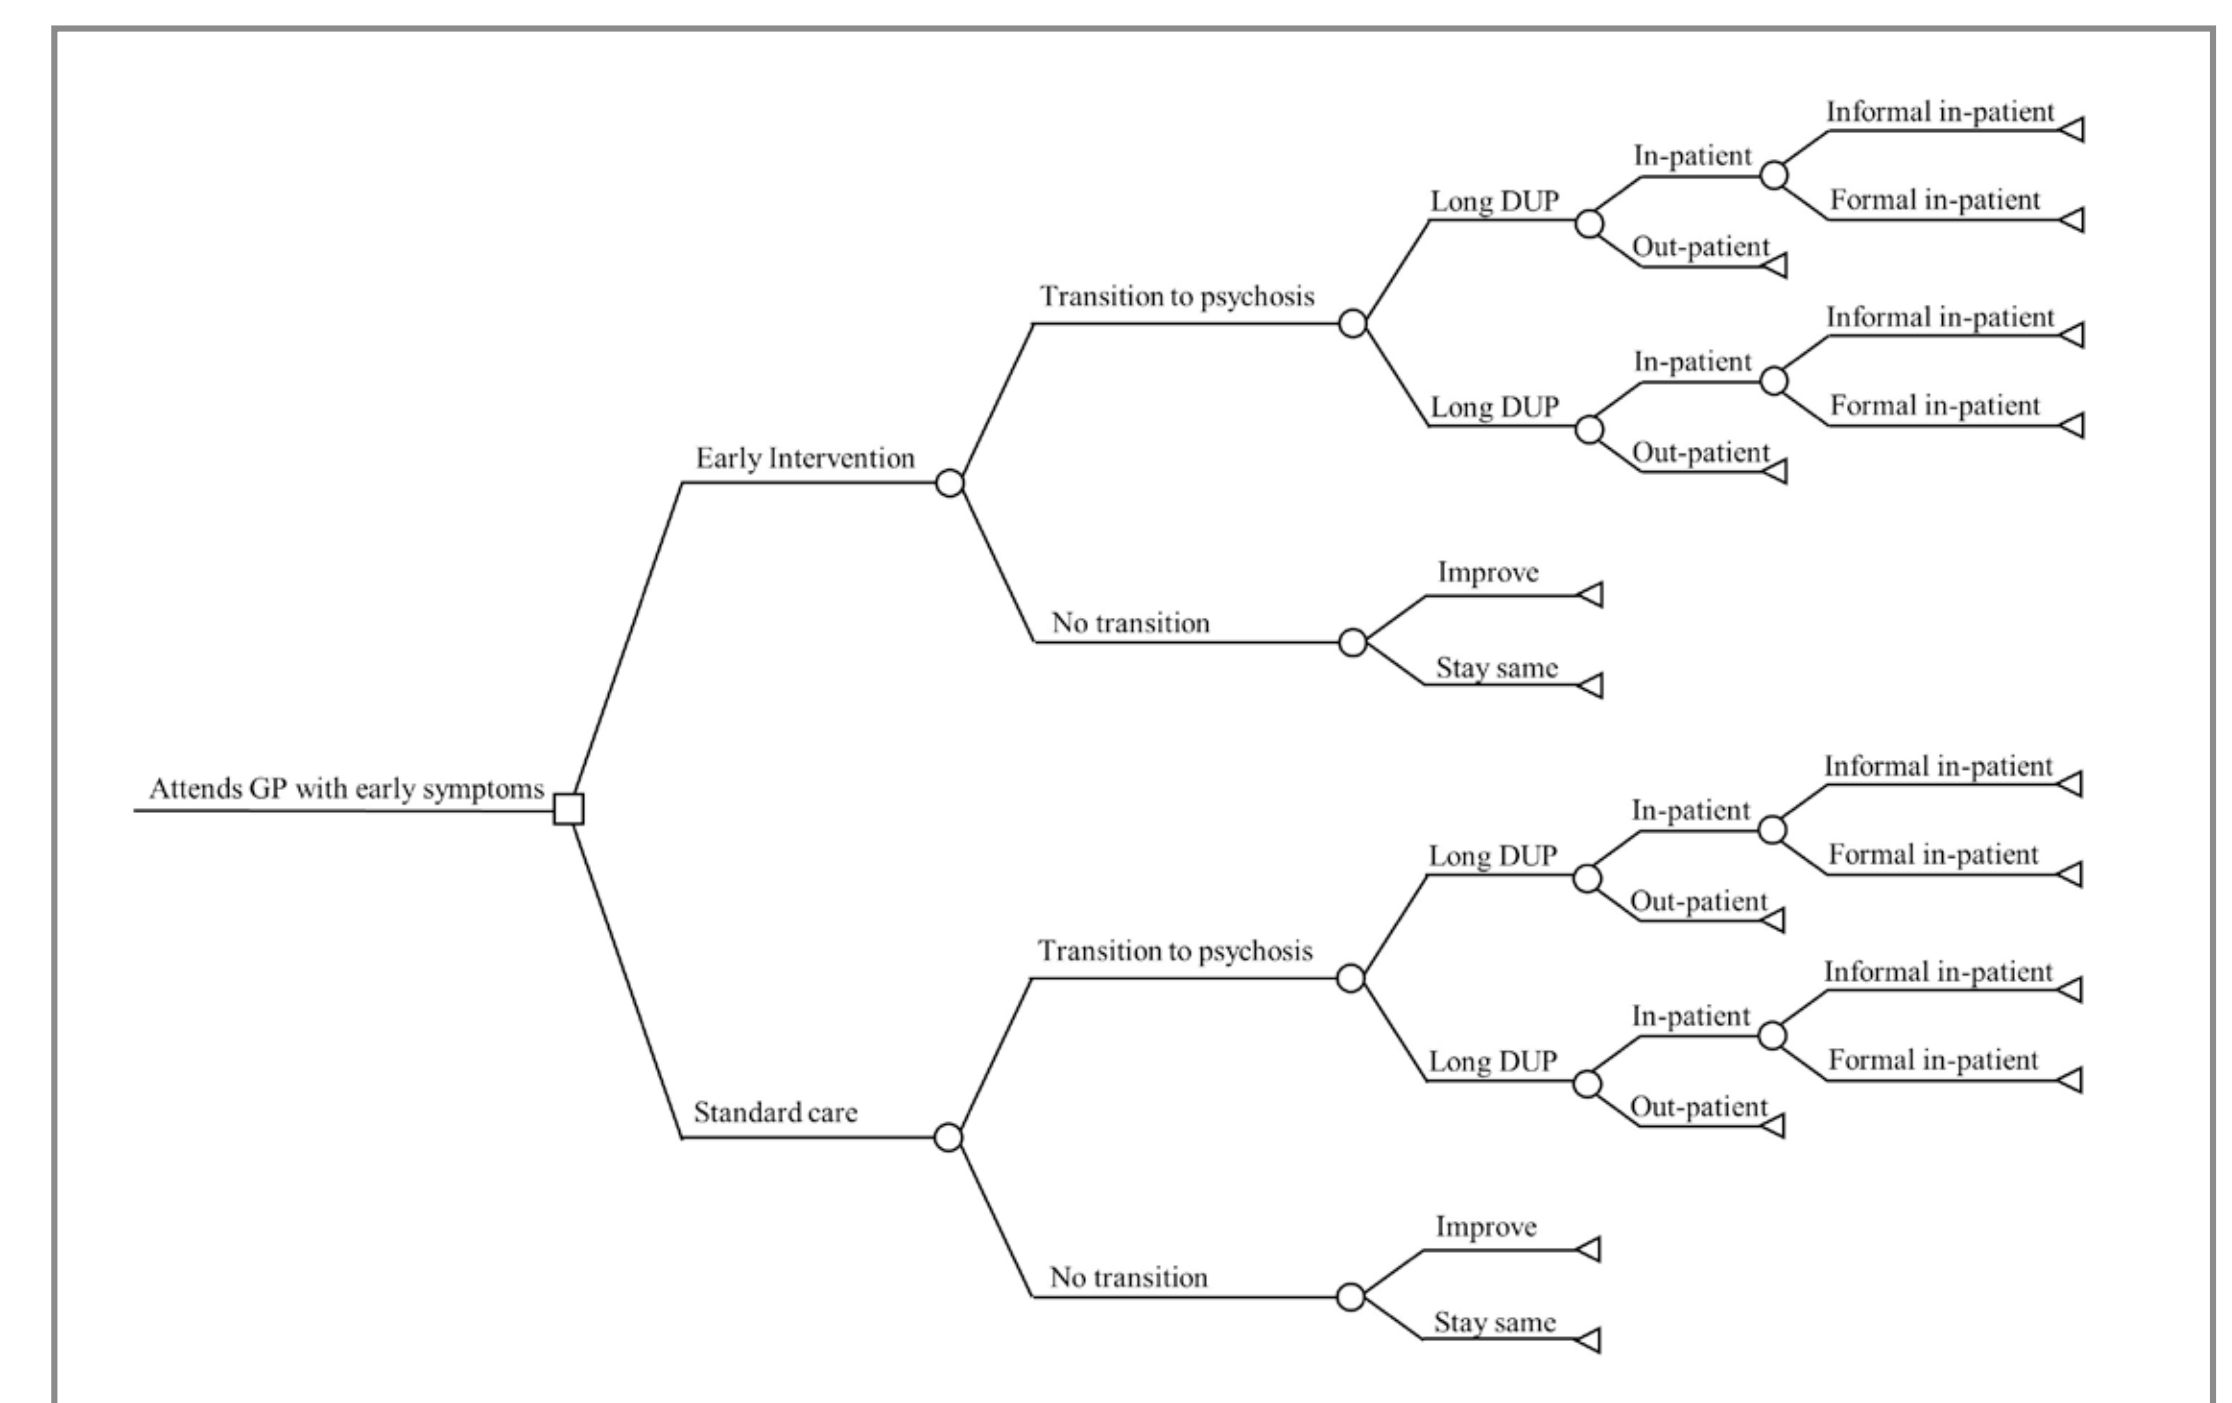 Informal in-patient
In-patient
Formal in-patient
Long DUP
Out-patient
Transition to psychosis
Informal in-patient
In-patient
Formal in-patient
Long DUP
Out-patient
Early Intervention
Improve
No transition
Stay same
Attends GP with early symptoms
Informal in-patient
In-patient
Formal in-patient
Long DUP
Out-patient
Transition to psychosis
Informal in-patient
In-patient
Formal in-patient
Long DUP
Out-patient
Standard care
Improve
No transition
Stay same